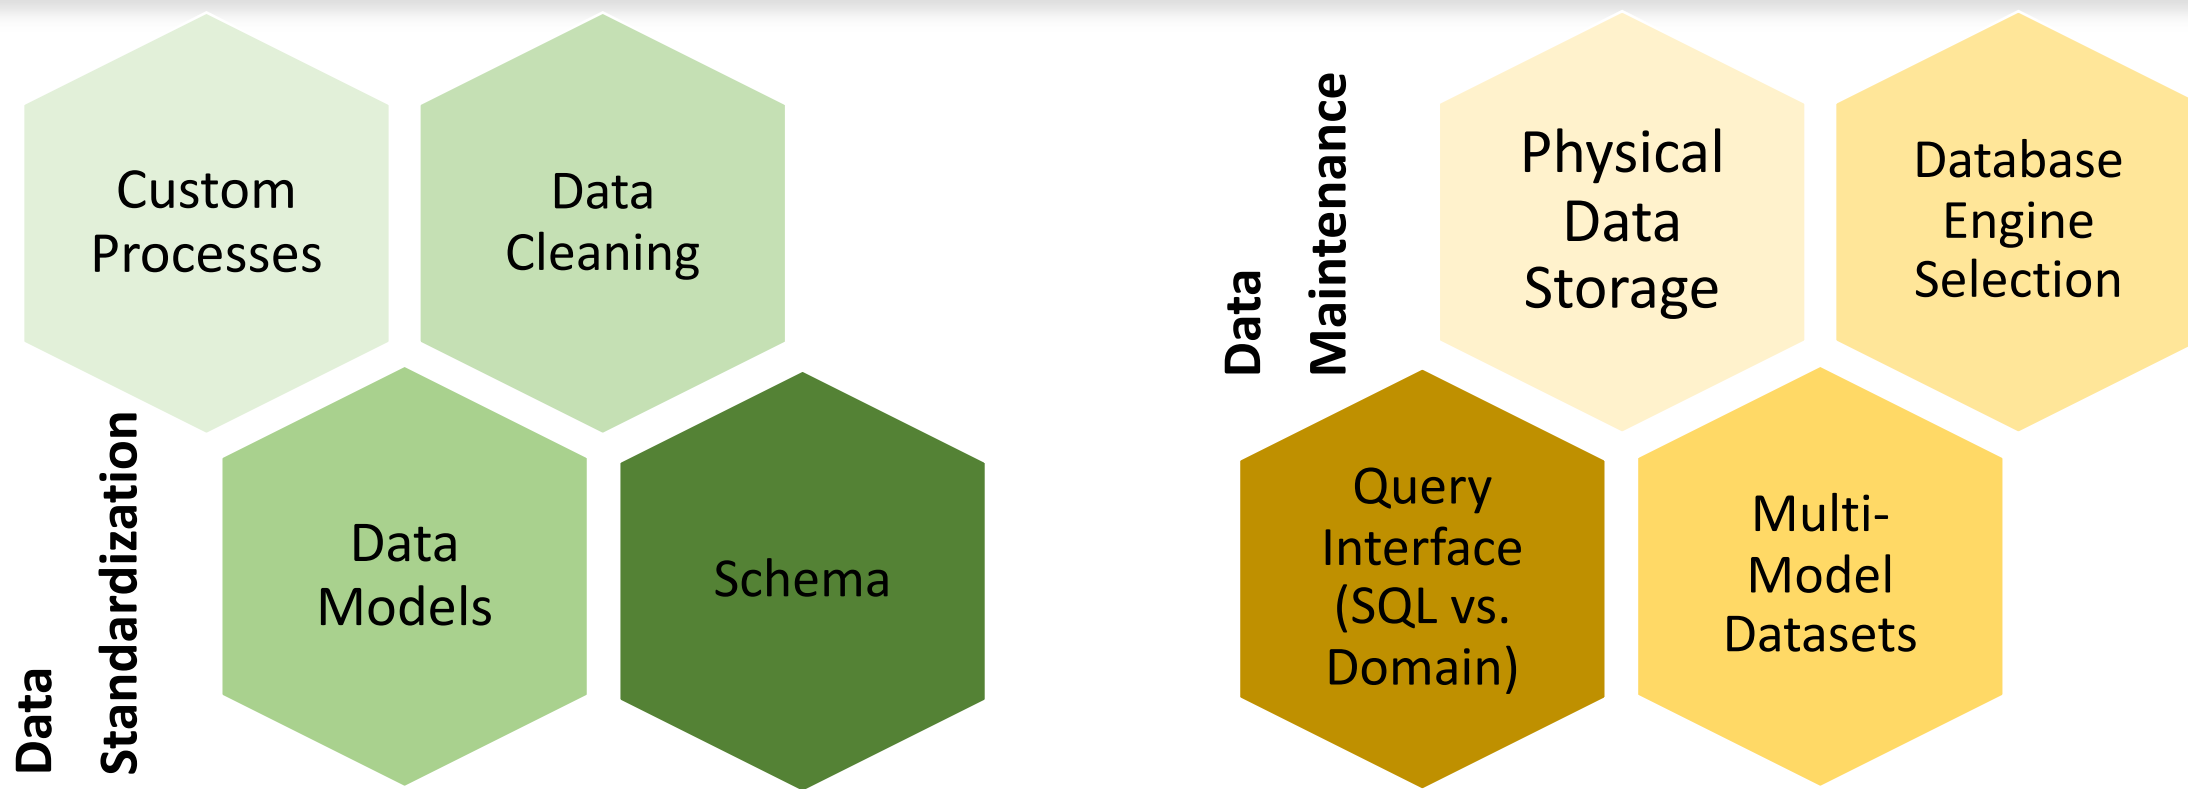 Custom
Processes
Data
Cleaning
Data
Models
Schema
Data
Standardization
Data
Maintenance
Physical
Data
Storage
Database
Engine
Selection
Query
Interface
(SQL vs.
Domain)
Multi-
Model
Datasets